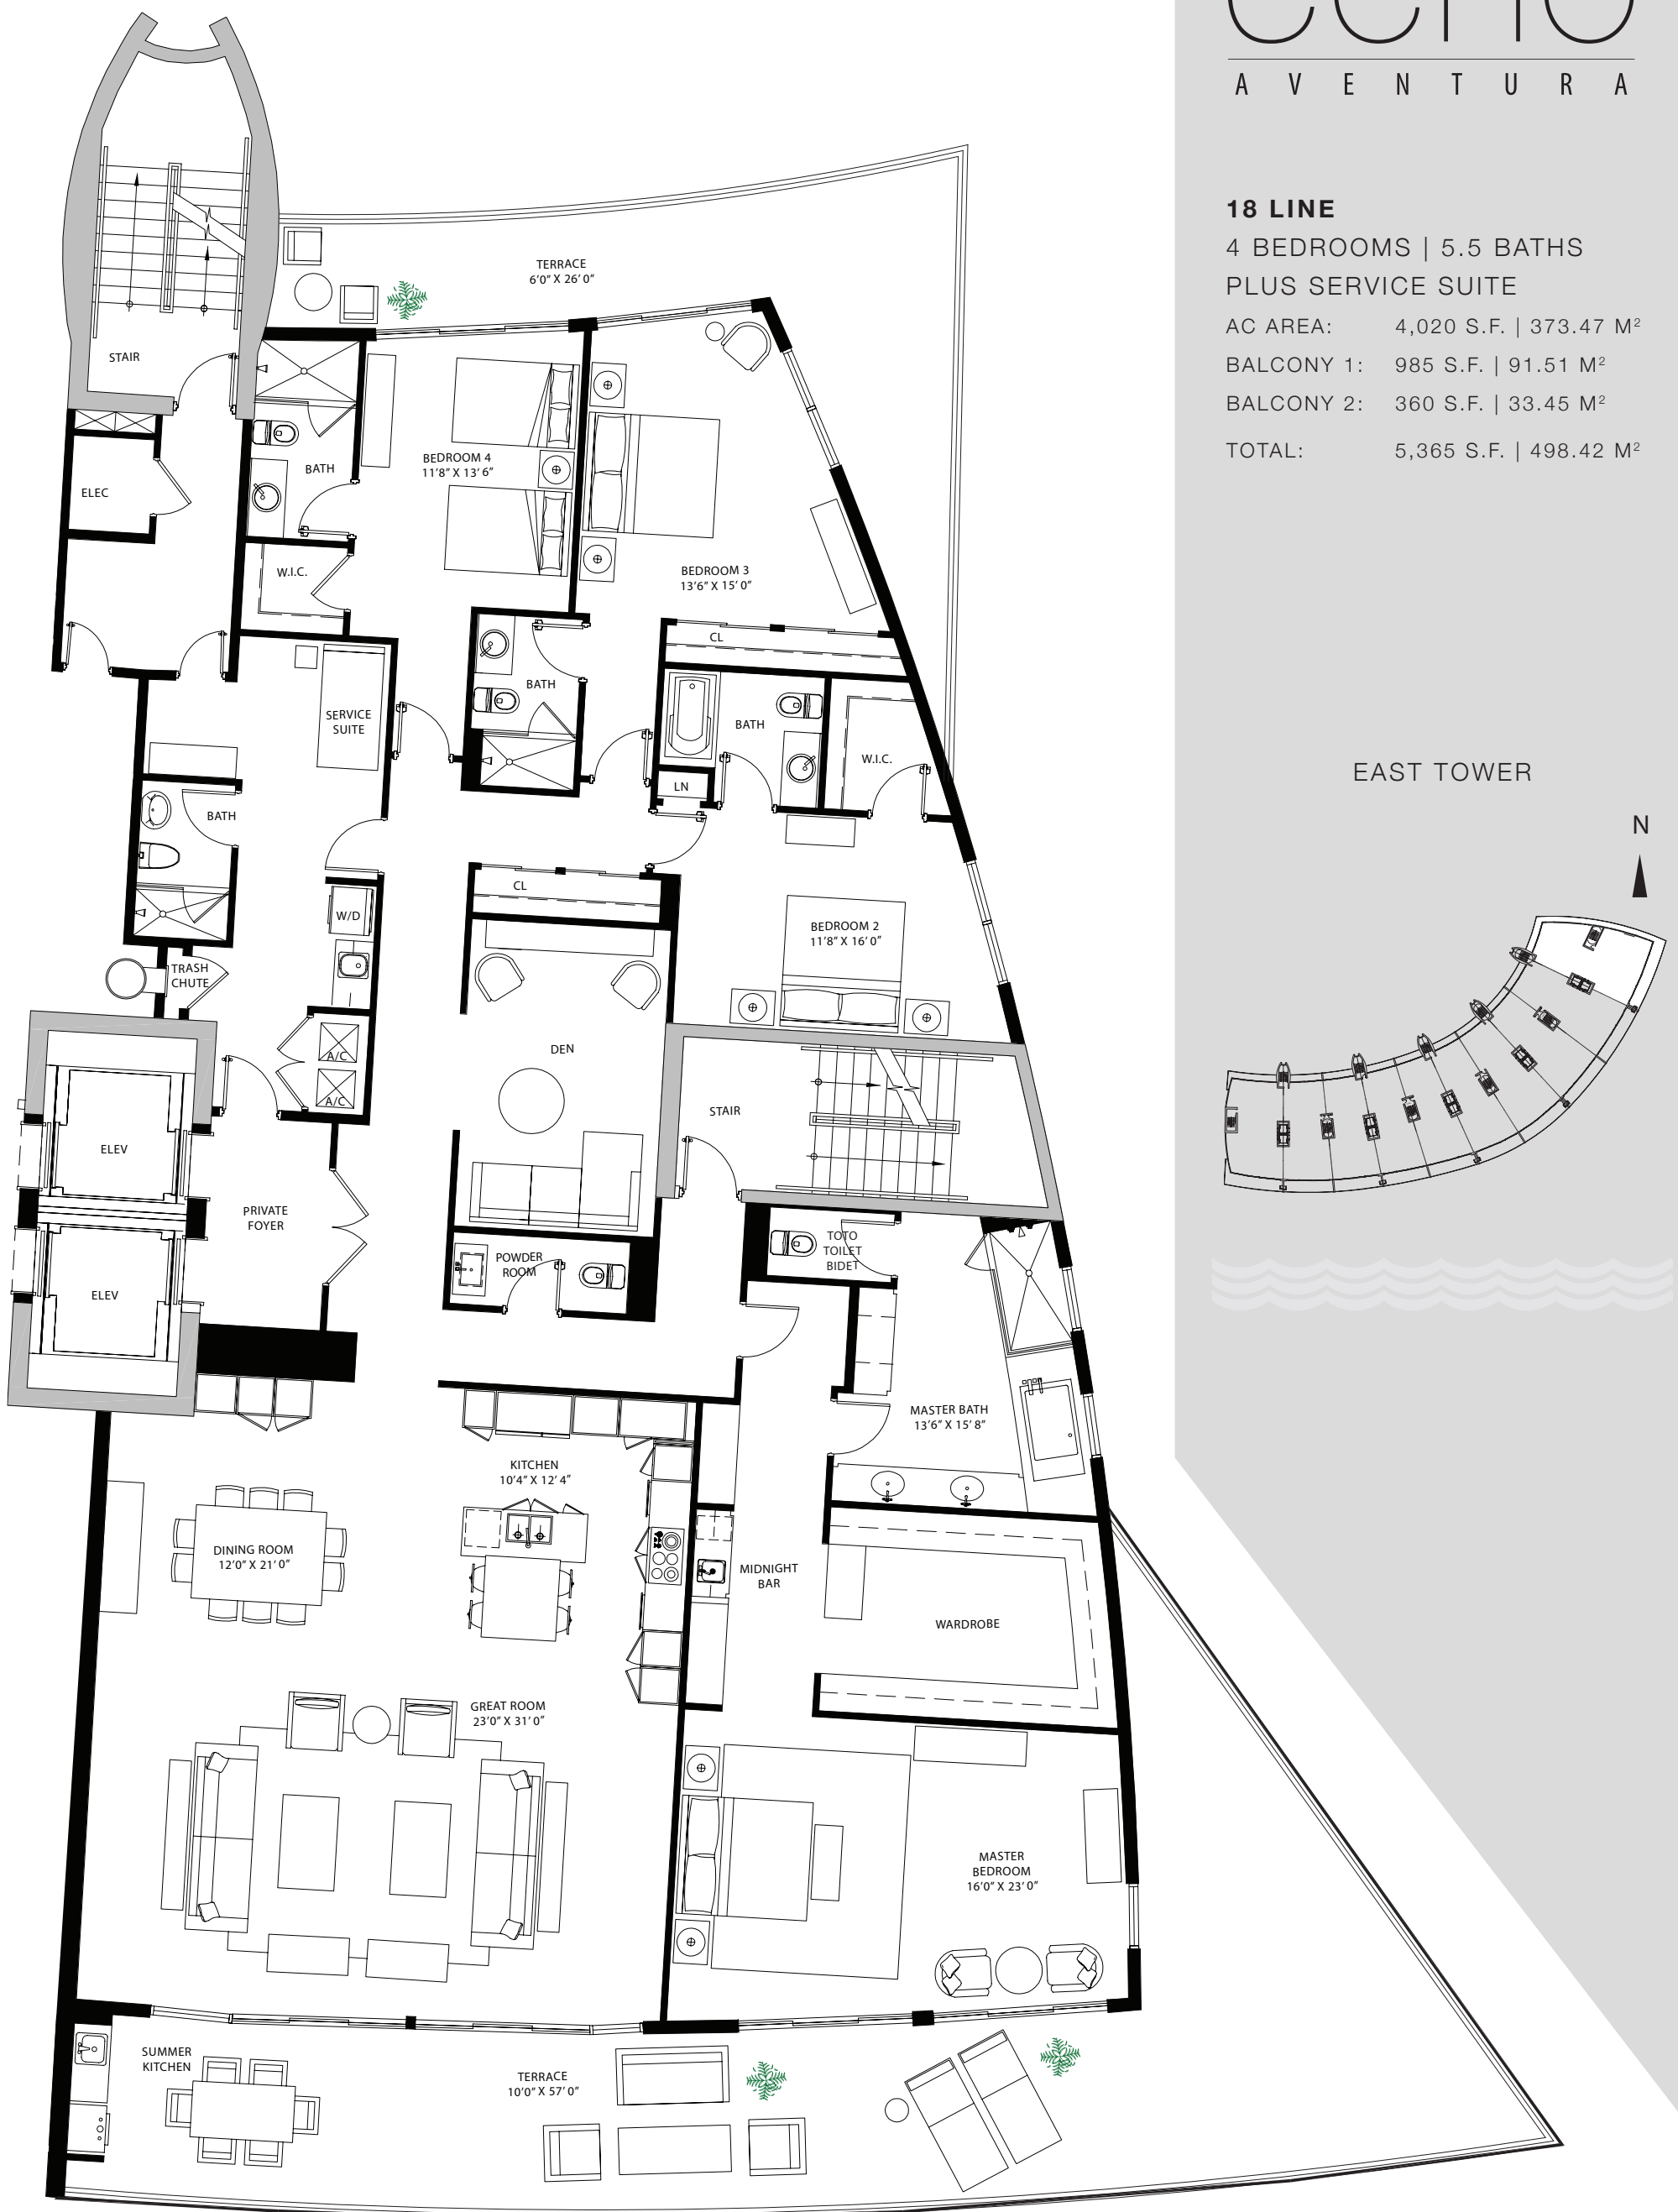 echo
AVENTURA
18 LINE
4 BEDROOMS | 5.5 BATHS
PLUS SERVICE SUITE
AC AREA: 4,020 S.F. | 373.47 M²
BALCONY 1: 985 S.F. | 91.51 M²
BALCONY 2: 360 S.F. | 33.45 M²
TOTAL: 5,365 S.F. | 498.42 M²
EAST TOWER
N
TERRACE
6'0" X 26'0"
STAIR
BATH
BEDROOM 4
11'8" X 13'6"
ELEC
W.I.C.
BEDROOM 3
13'6" X 15'0"
CL
BATH
SERVICE
SUITE
BATH
W.I.C.
LN
BATH
CL
W/D
BEDROOM 2
11'8" X 16'0"
TRASH
CHUTE
A/C
A/C
DEN
STAIR
ELEV
PRIVATE
FOYER
ELEV
POWDER
ROOM
TOTO
TOILET
BIDET
MASTER BATH
13'6" X 15'8"
KITCHEN
10'4" X 12'4"
DINING ROOM
12'0" X 21'0"
MIDNIGHT
BAR
WARDROBE
GREAT ROOM
23'0" X 31'0"
MASTER
BEDROOM
16'0" X 23'0"
SUMMER
KITCHEN
TERRACE
10'0" X 57'0"